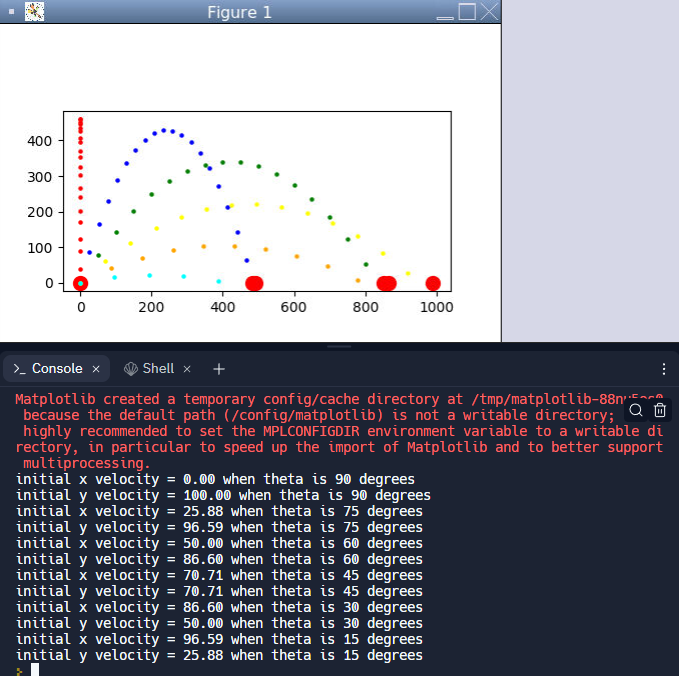 Figure 1
400
300
200
100
0
0 200 400 600 800 1000
Console × Shell × +
Matplotlib created a temporary config/cache directory at
because the default path (/config/matplotlib) is not a writable directory;
highly recommended to set the MPLCONFIGDIR environment variable to a writable di
rectory, in particular to speed up the import of Matplotlib and to better support
multiprocessing.
initial x velocity = 0.00 when theta is 90 degrees
initial y velocity = 100.00 when theta is 90 degrees
initial x velocity = 25.88 when theta is 75 degrees
initial y velocity = 96.59 when theta is 75 degrees
initial x velocity = 50.00 when theta is 60 degrees
initial y velocity = 86.60 when theta is 60 degrees
initial x velocity = 70.71 when theta is 45 degrees
initial y velocity = 70.71 when theta is 45 degrees
initial x velocity = 86.60 when theta is 30 degrees
initial y velocity = 50.00 when theta is 30 degrees
initial x velocity = 96.59 when theta is 15 degrees
initial y velocity = 25.88 when theta is 15 degrees